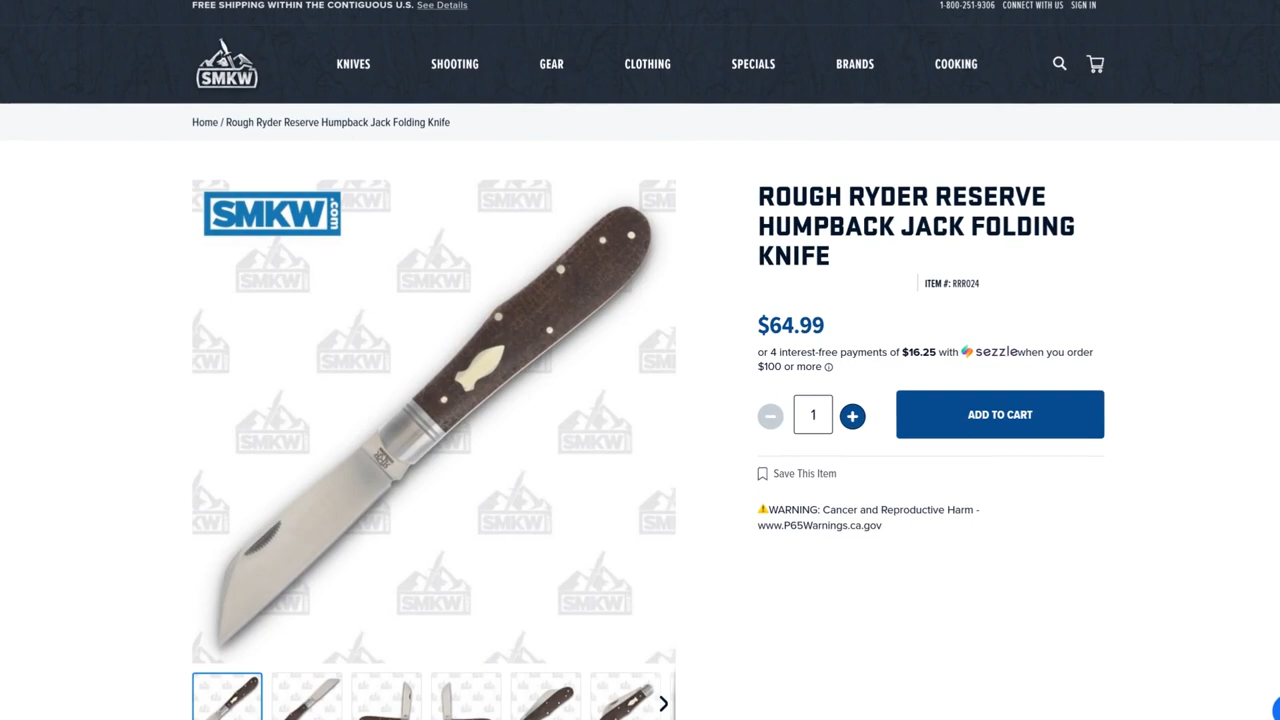 FREE SHIPPING WITHIN THE CONTIGUOUS U.S. See Details
1-800-251-9306 CONNECT WITH US SIGN IN
SMKW
KNIVES SHOOTING GEAR CLOTHING SPECIALS BRANDS COOKING
Home / Rough Ryder Reserve Humpback Jack Folding Knife
SMKW.com
ROUGH RYDER RESERVE
HUMPBACK JACK FOLDING
KNIFE
ITEM #: RRR024
$64.99
or 4 interest-free payments of $16.25 with sezzle when you order
$100 or more
1
ADD TO CART
Save This Item
WARNING: Cancer and Reproductive Harm -
www.P65Warnings.ca.gov